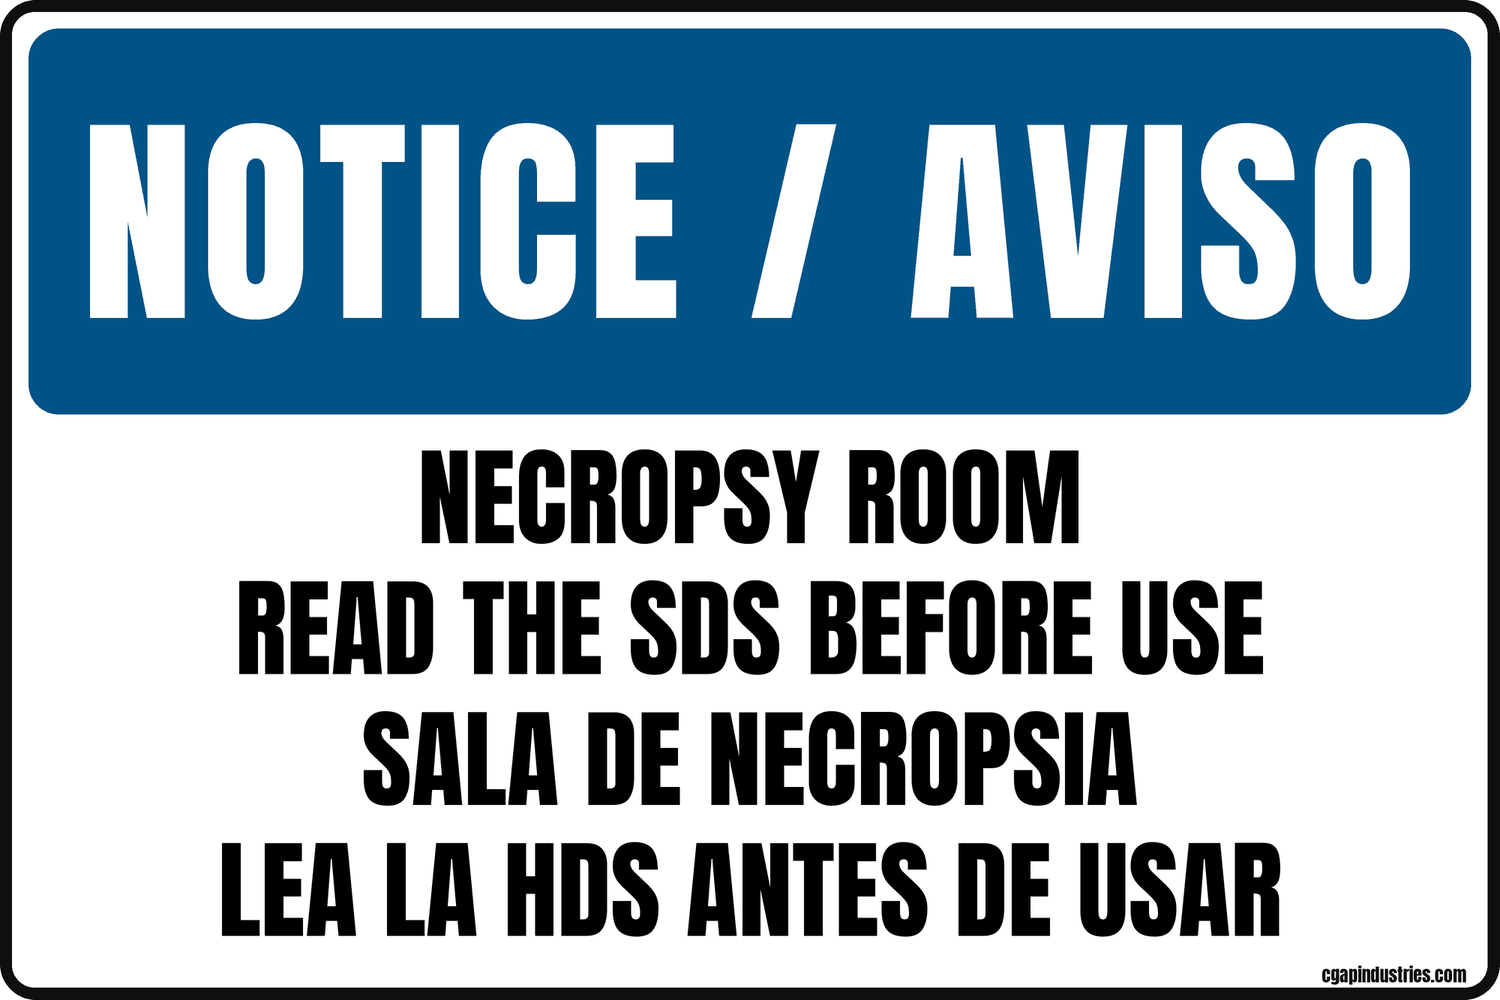 NOTICE / AVISO
NECROPSY ROOM
READ THE SDS BEFORE USE
SALA DE NECROPSIA
LEA LA HDS ANTES DE USAR
cgapindustries.com